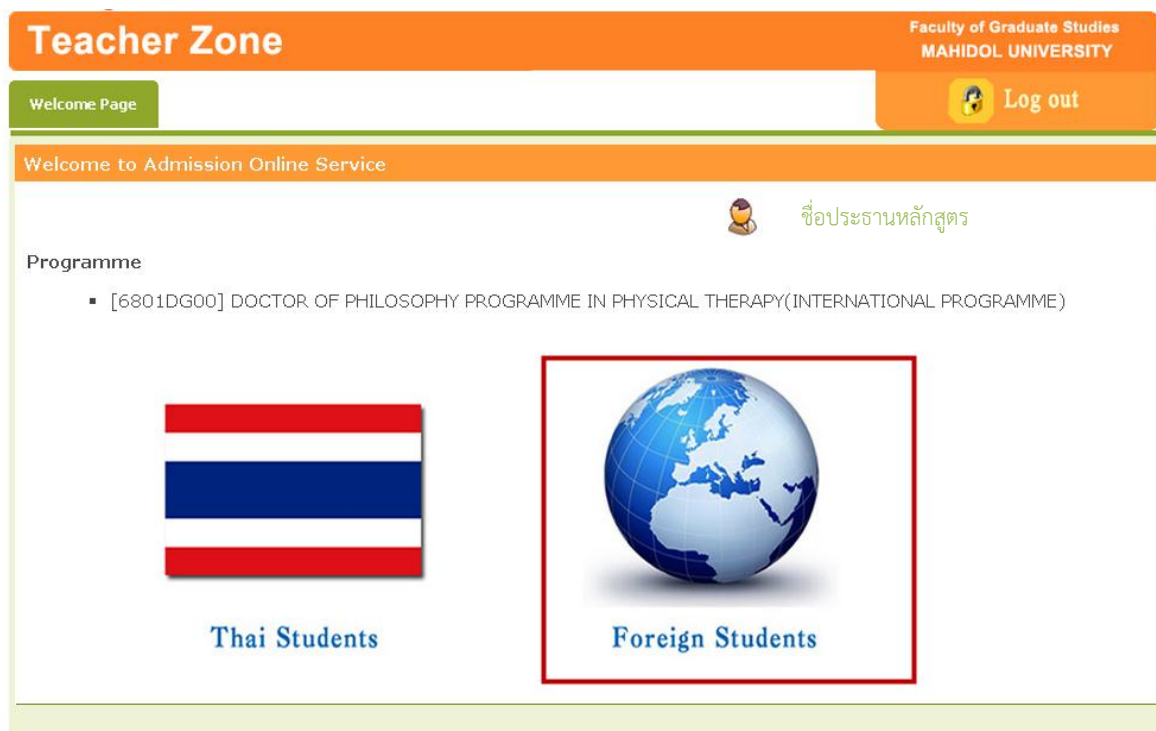 Teacher Zone
Faculty of Graduate Studies
MAHIDOL UNIVERSITY
Welcome Page
Log out
Welcome to Admission Online Service
ชื่อประธานหลักสูตร
Programme
▪ [6801DG00] DOCTOR OF PHILOSOPHY PROGRAMME IN PHYSICAL THERAPY(INTERNATIONAL PROGRAMME)
Thai Students
Foreign Students